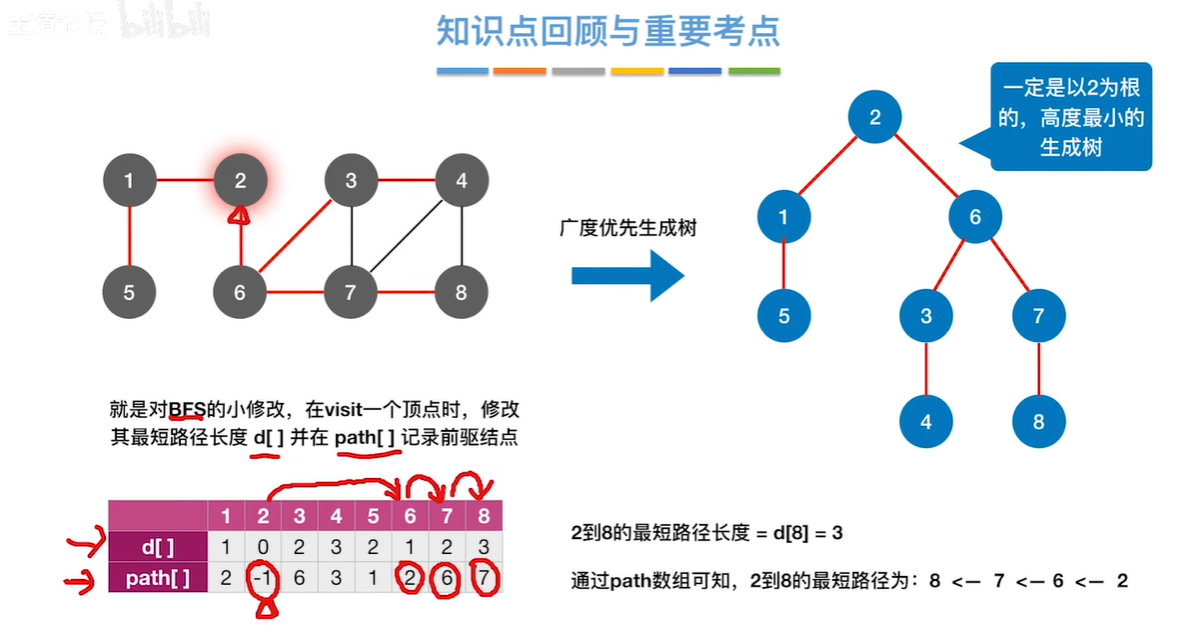 知识点回顾与重要考点
1 2 3 4
5 6 7 8
广度优先生成树
2
1 6
5 3 7
4 8
一定是以2为根
的，高度最小的
生成树
就是对BFS的小修改，在visit一个顶点时，修改
其最短路径长度 d[ ] 并在 path[ ] 记录前驱结点
1 2 3 4 5 6 7 8
d[ ] 1 0 2 3 2 1 2 3
path[ ] 2 -1 6 3 1 2 6 7
2到8的最短路径长度 = d[8] = 3
通过path数组可知，2到8的最短路径为：8 <— 7 <— 6 <— 2
bilibili